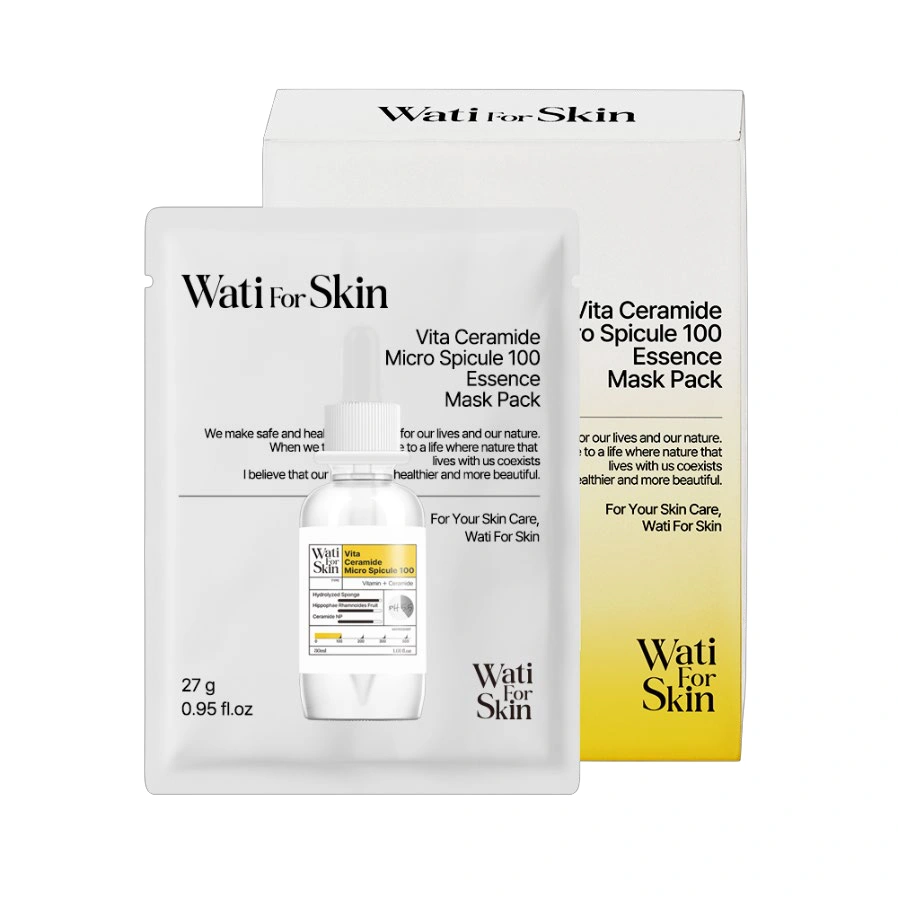 Wati For Skin
Wati For Skin
Vita Ceramide
Micro Spicule 100
Essence
Mask Pack
We make safe and for our lives and our nature.
When we to a life where nature that
lives with us coexists
I believe that our healthier and more beautiful.
For Your Skin Care,
Wati For Skin
Wati
For
Skin
Vita
Ceramide
Micro Spicule 100
Vitamin + Ceramide
Hydrolyzed Sponge
Hippophae Rhamnoides Fruit
Ceramide NP
0 100 200 300
27 g
0.95 fl.oz
Wati
For
Skin
Vita Ceramide
Spicule 100
Essence
Mask Pack
for our lives and our nature.
to a life where nature that
lives with us coexists
healthier and more beautiful.
For Your Skin Care,
Wati For Skin
Wati
For
Skin